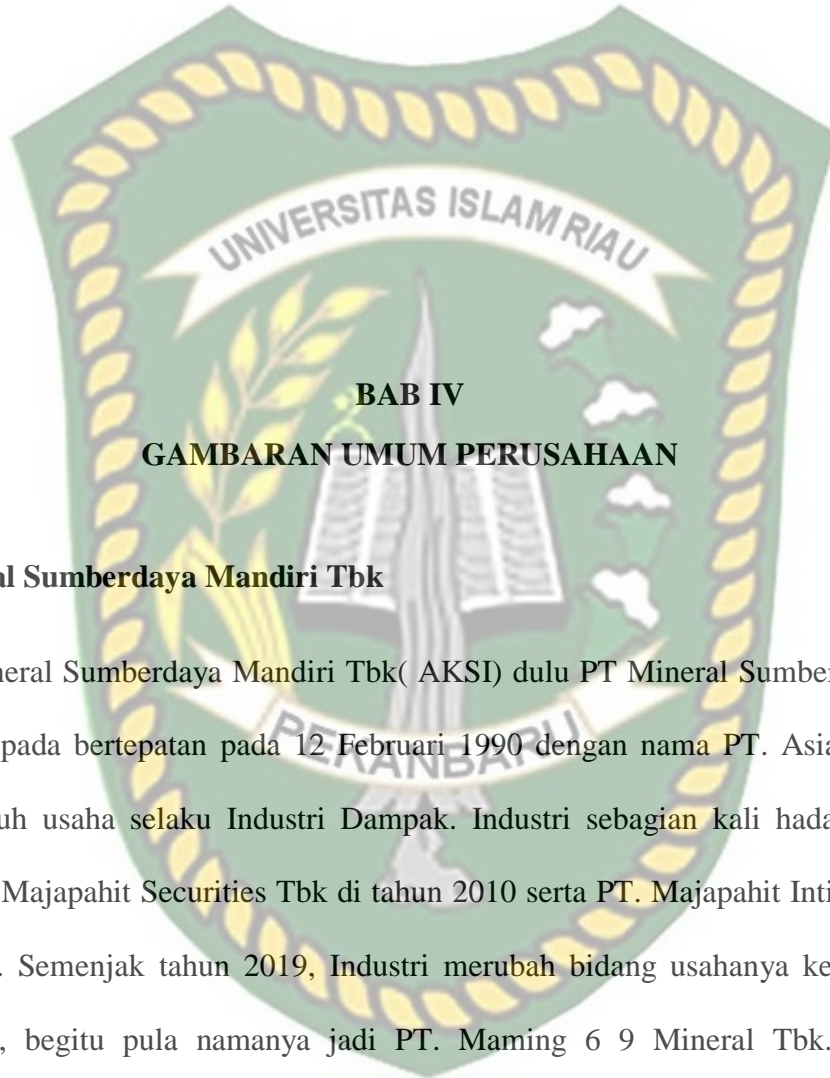 UNIVERSITAS ISLAM RIAU
BAB IV
GAMBARAN UMUM PERUSAHAAN
al Sumberdaya Mandiri Tbk
neral Sumberdaya Mandiri Tbk( AKSI) dulu PT Mineral Sumber
pada bertepatan pada 12 Februari 1990 dengan nama PT. Asia
PEKANBARU
uh usaha selaku Industri Dampak. Industri sebagian kali hada
Majapahit Securities Tbk di tahun 2010 serta PT. Majapahit Inti
. Semenjak tahun 2019, Industri merubah bidang usahanya ke
, begitu pula namanya jadi PT. Maming 6 9 Mineral Tbk.